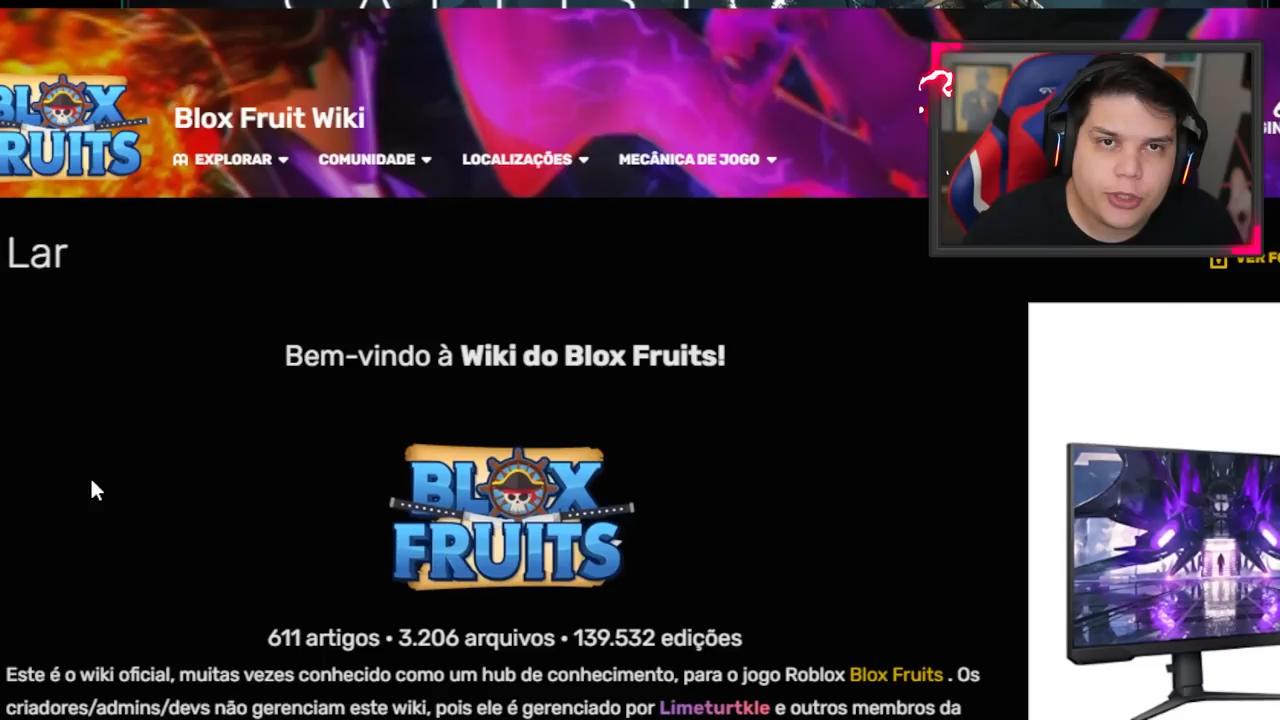 BLOX
FRUITS
Blox Fruit Wiki
EXPLORAR
COMUNIDADE
LOCALIZAÇÕES
MECÂNICA DE JOGO
Lar
Bem-vindo à Wiki do Blox Fruits!
BLOX
FRUITS
611 artigos • 3.206 arquivos • 139.532 edições
Este é o wiki oficial, muitas vezes conhecido como um hub de conhecimento, para o jogo Roblox Blox Fruits . Os
criadores/admins/devs não gerenciam este wiki, pois ele é gerenciado por Limeturtkle e outros membros da